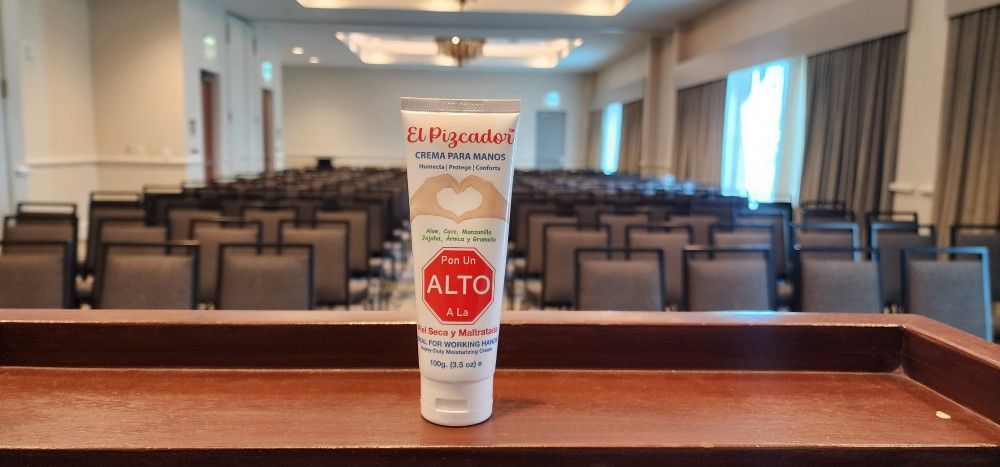 El Pizcador™
CREMA PARA MANOS
Humecta | Protege | Conforta
Aloe, Coco, Manzanilla
Jojoba, Árnica y Granada
Pon Un
ALTO
A La
Piel Seca y Maltratada
IDEAL FOR WORKING HANDS
Heavy-Duty Moisturizing Cream
100g. (3.5 oz) e